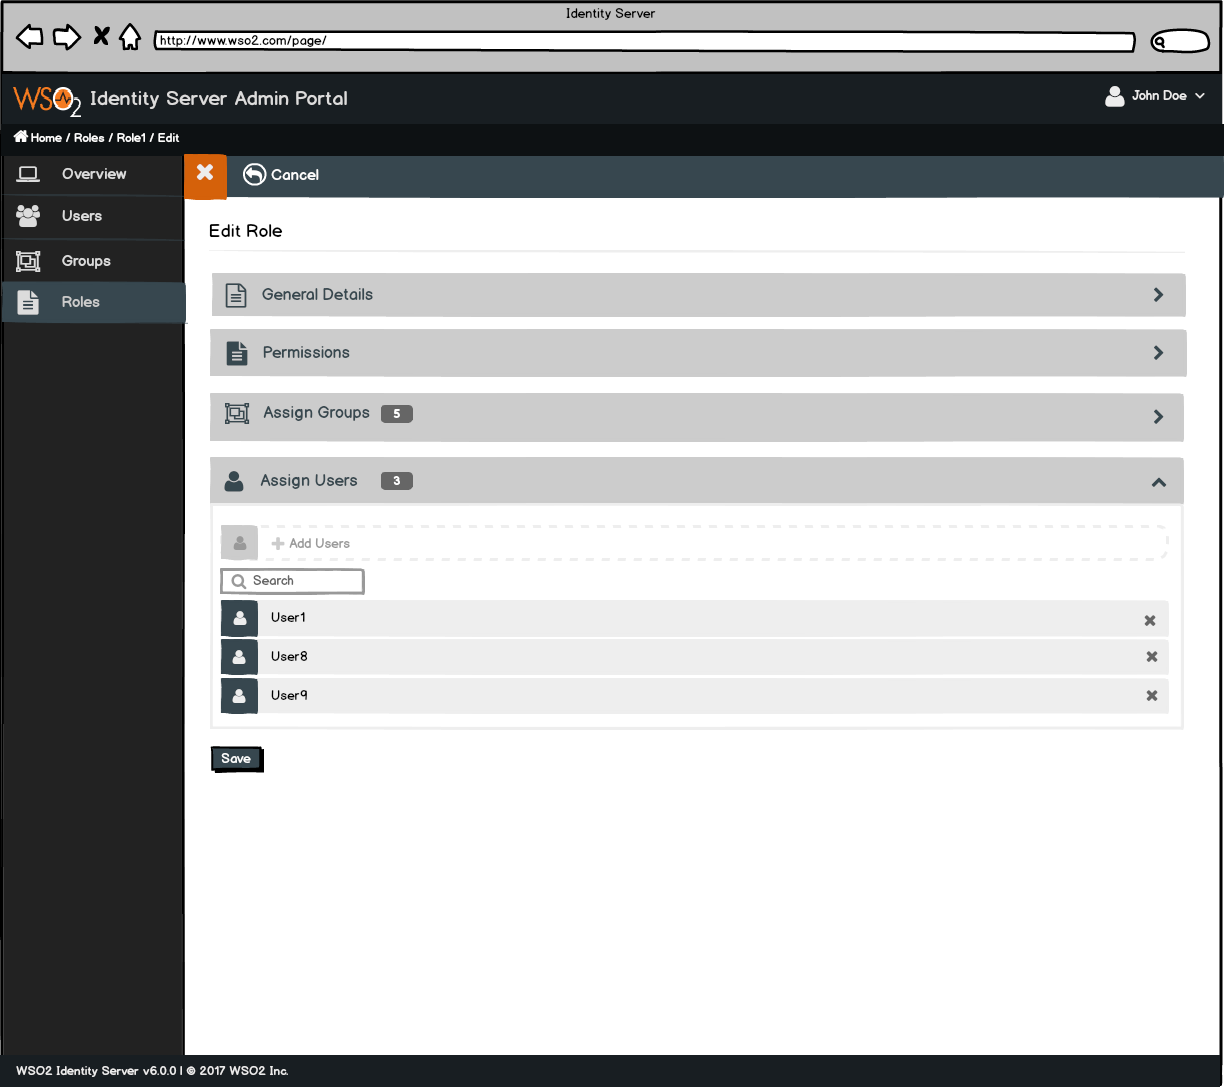 Identity Server
http://www.wso2.com/page/
WSO2 Identity Server Admin Portal
John Doe
Home / Roles / Role1 / Edit
Overview
Cancel
Users
Groups
Roles
Edit Role
General Details
Permissions
Assign Groups 5
Assign Users 3
Add Users
Search
User1
User8
User9
Save
WSO2 Identity Server v6.0.0 | © 2017 WSO2 Inc.